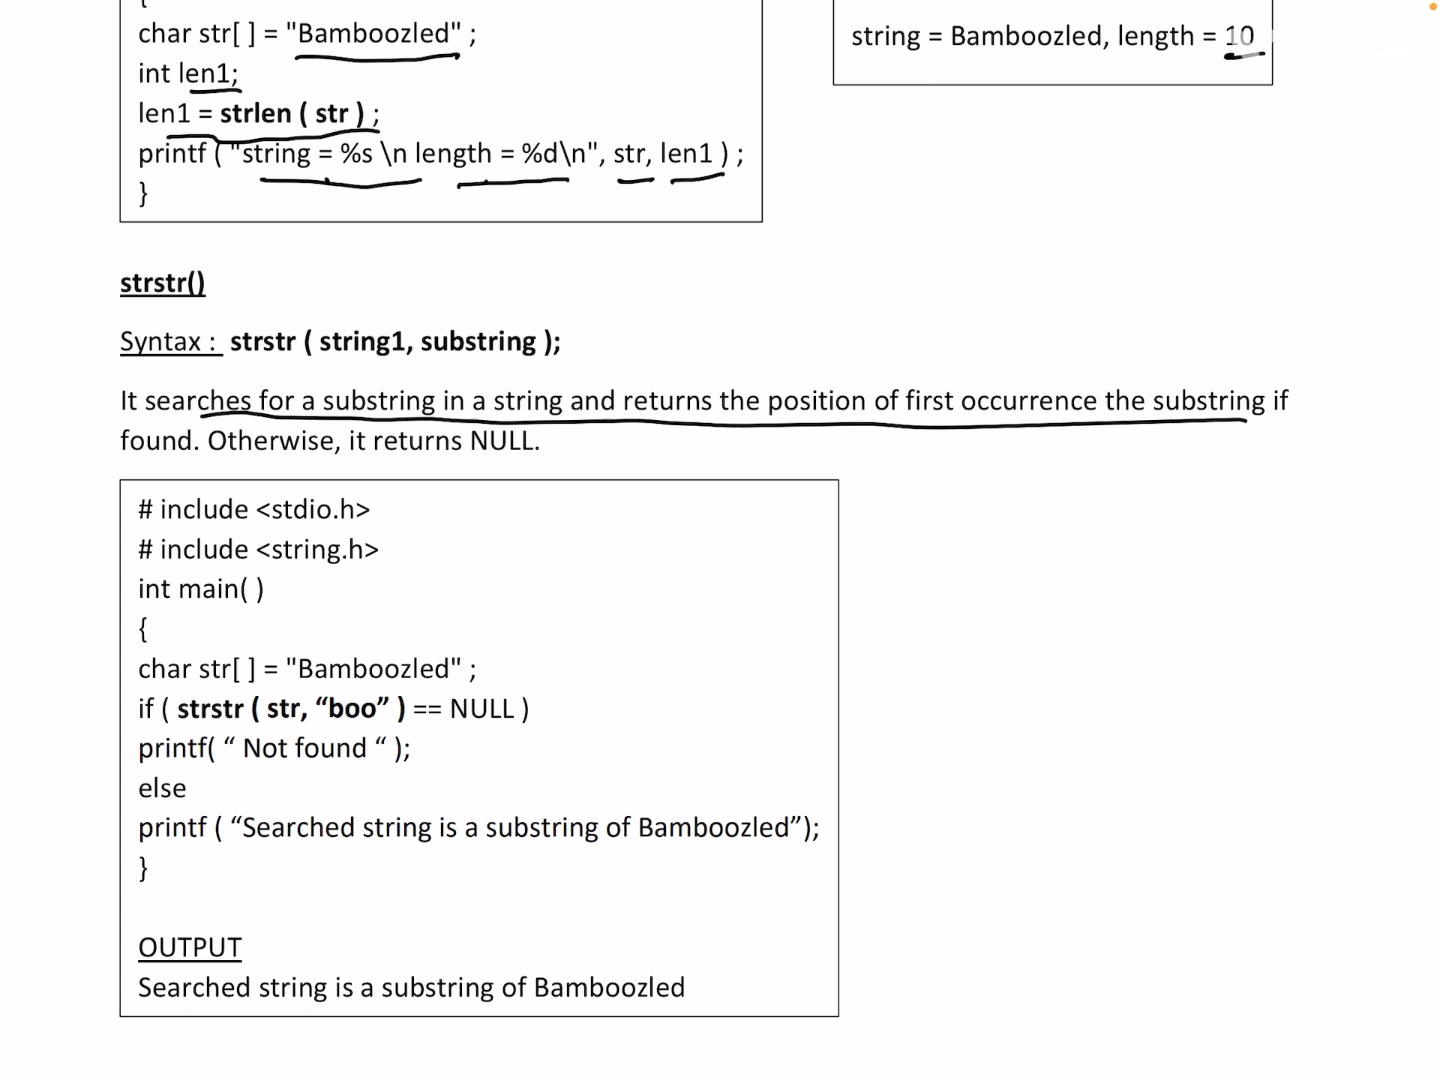 {
char str[ ] = "Bamboozled" ;
int len1;
len1 = strlen ( str ) ;
printf ( "string = %s \n length = %d\n", str, len1 ) ;
}
string = Bamboozled, length = 10
strstr()
Syntax : strstr ( string1, substring );
It searches for a substring in a string and returns the position of first occurrence the substring if
found. Otherwise, it returns NULL.
# include <stdio.h>
# include <string.h>
int main( )
{
char str[ ] = "Bamboozled" ;
if ( strstr ( str, “boo” ) == NULL )
printf( “ Not found “ );
else
printf ( “Searched string is a substring of Bamboozled”);
}
OUTPUT
Searched string is a substring of Bamboozled